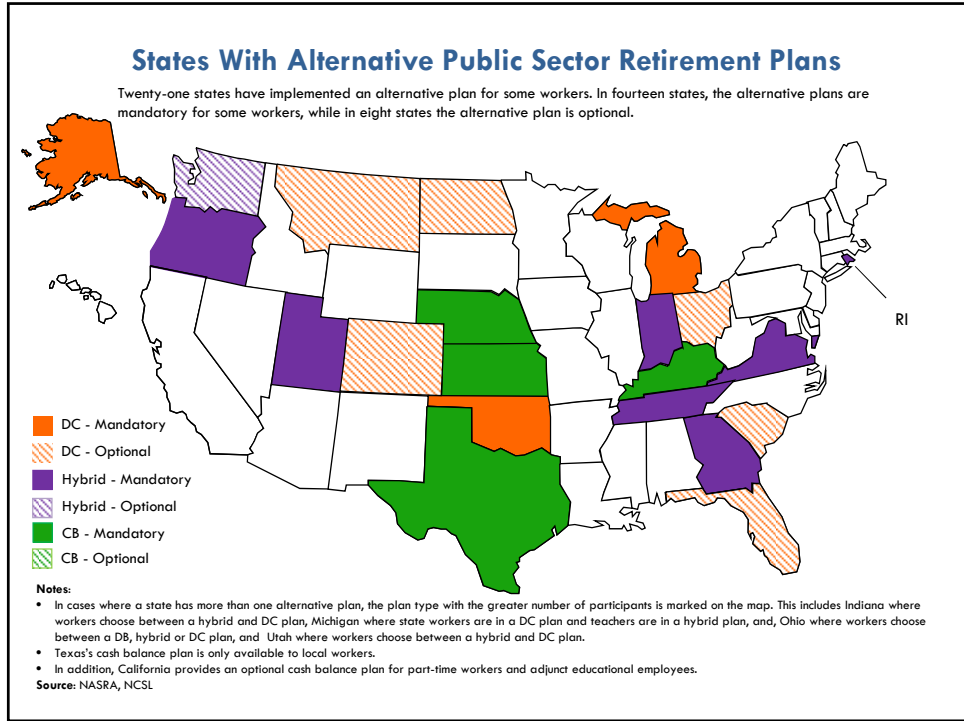 States With Alternative Public Sector Retirement Plans
Twenty-one states have implemented an alternative plan for some workers. In fourteen states, the alternative plans are
mandatory for some workers, while in eight states the alternative plan is optional.
RI
DC - Mandatory
DC - Optional
Hybrid - Mandatory
Hybrid - Optional
CB - Mandatory
CB - Optional
Notes:
• In cases where a state has more than one alternative plan, the plan type with the greater number of participants is marked on the map. This includes Indiana where
workers choose between a hybrid and DC plan, Michigan where state workers are in a DC plan and teachers are in a hybrid plan, and, Ohio where workers choose
between a DB, hybrid or DC plan, and Utah where workers choose between a hybrid and DC plan.
• Texas's cash balance plan is only available to local workers.
• In addition, California provides an optional cash balance plan for part-time workers and adjunct educational employees.
Source: NASRA, NCSL